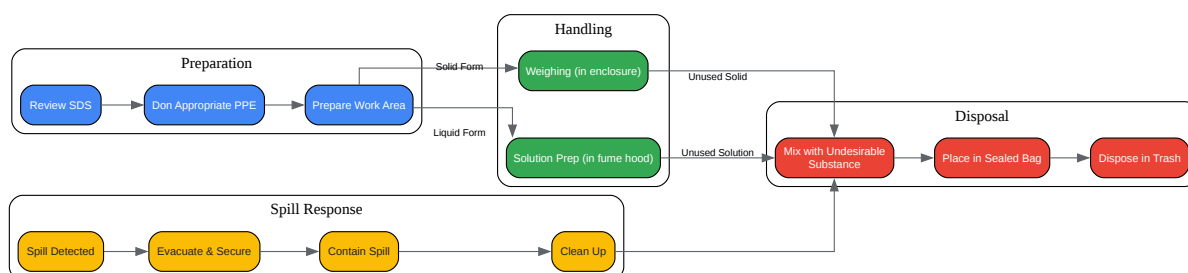 Handling
Preparation
Solid Form
Weighing (in enclosure)
Unused Solid
Review SDS
Don Appropriate PPE
Prepare Work Area
Disposal
Liquid Form
Solution Prep (in fume hood)
Unused Solution
Mix with Undesirable
Substance
Place in Sealed Bag
Dispose in Trash
Spill Response
Spill Detected
Evacuate & Secure
Contain Spill
Clean Up